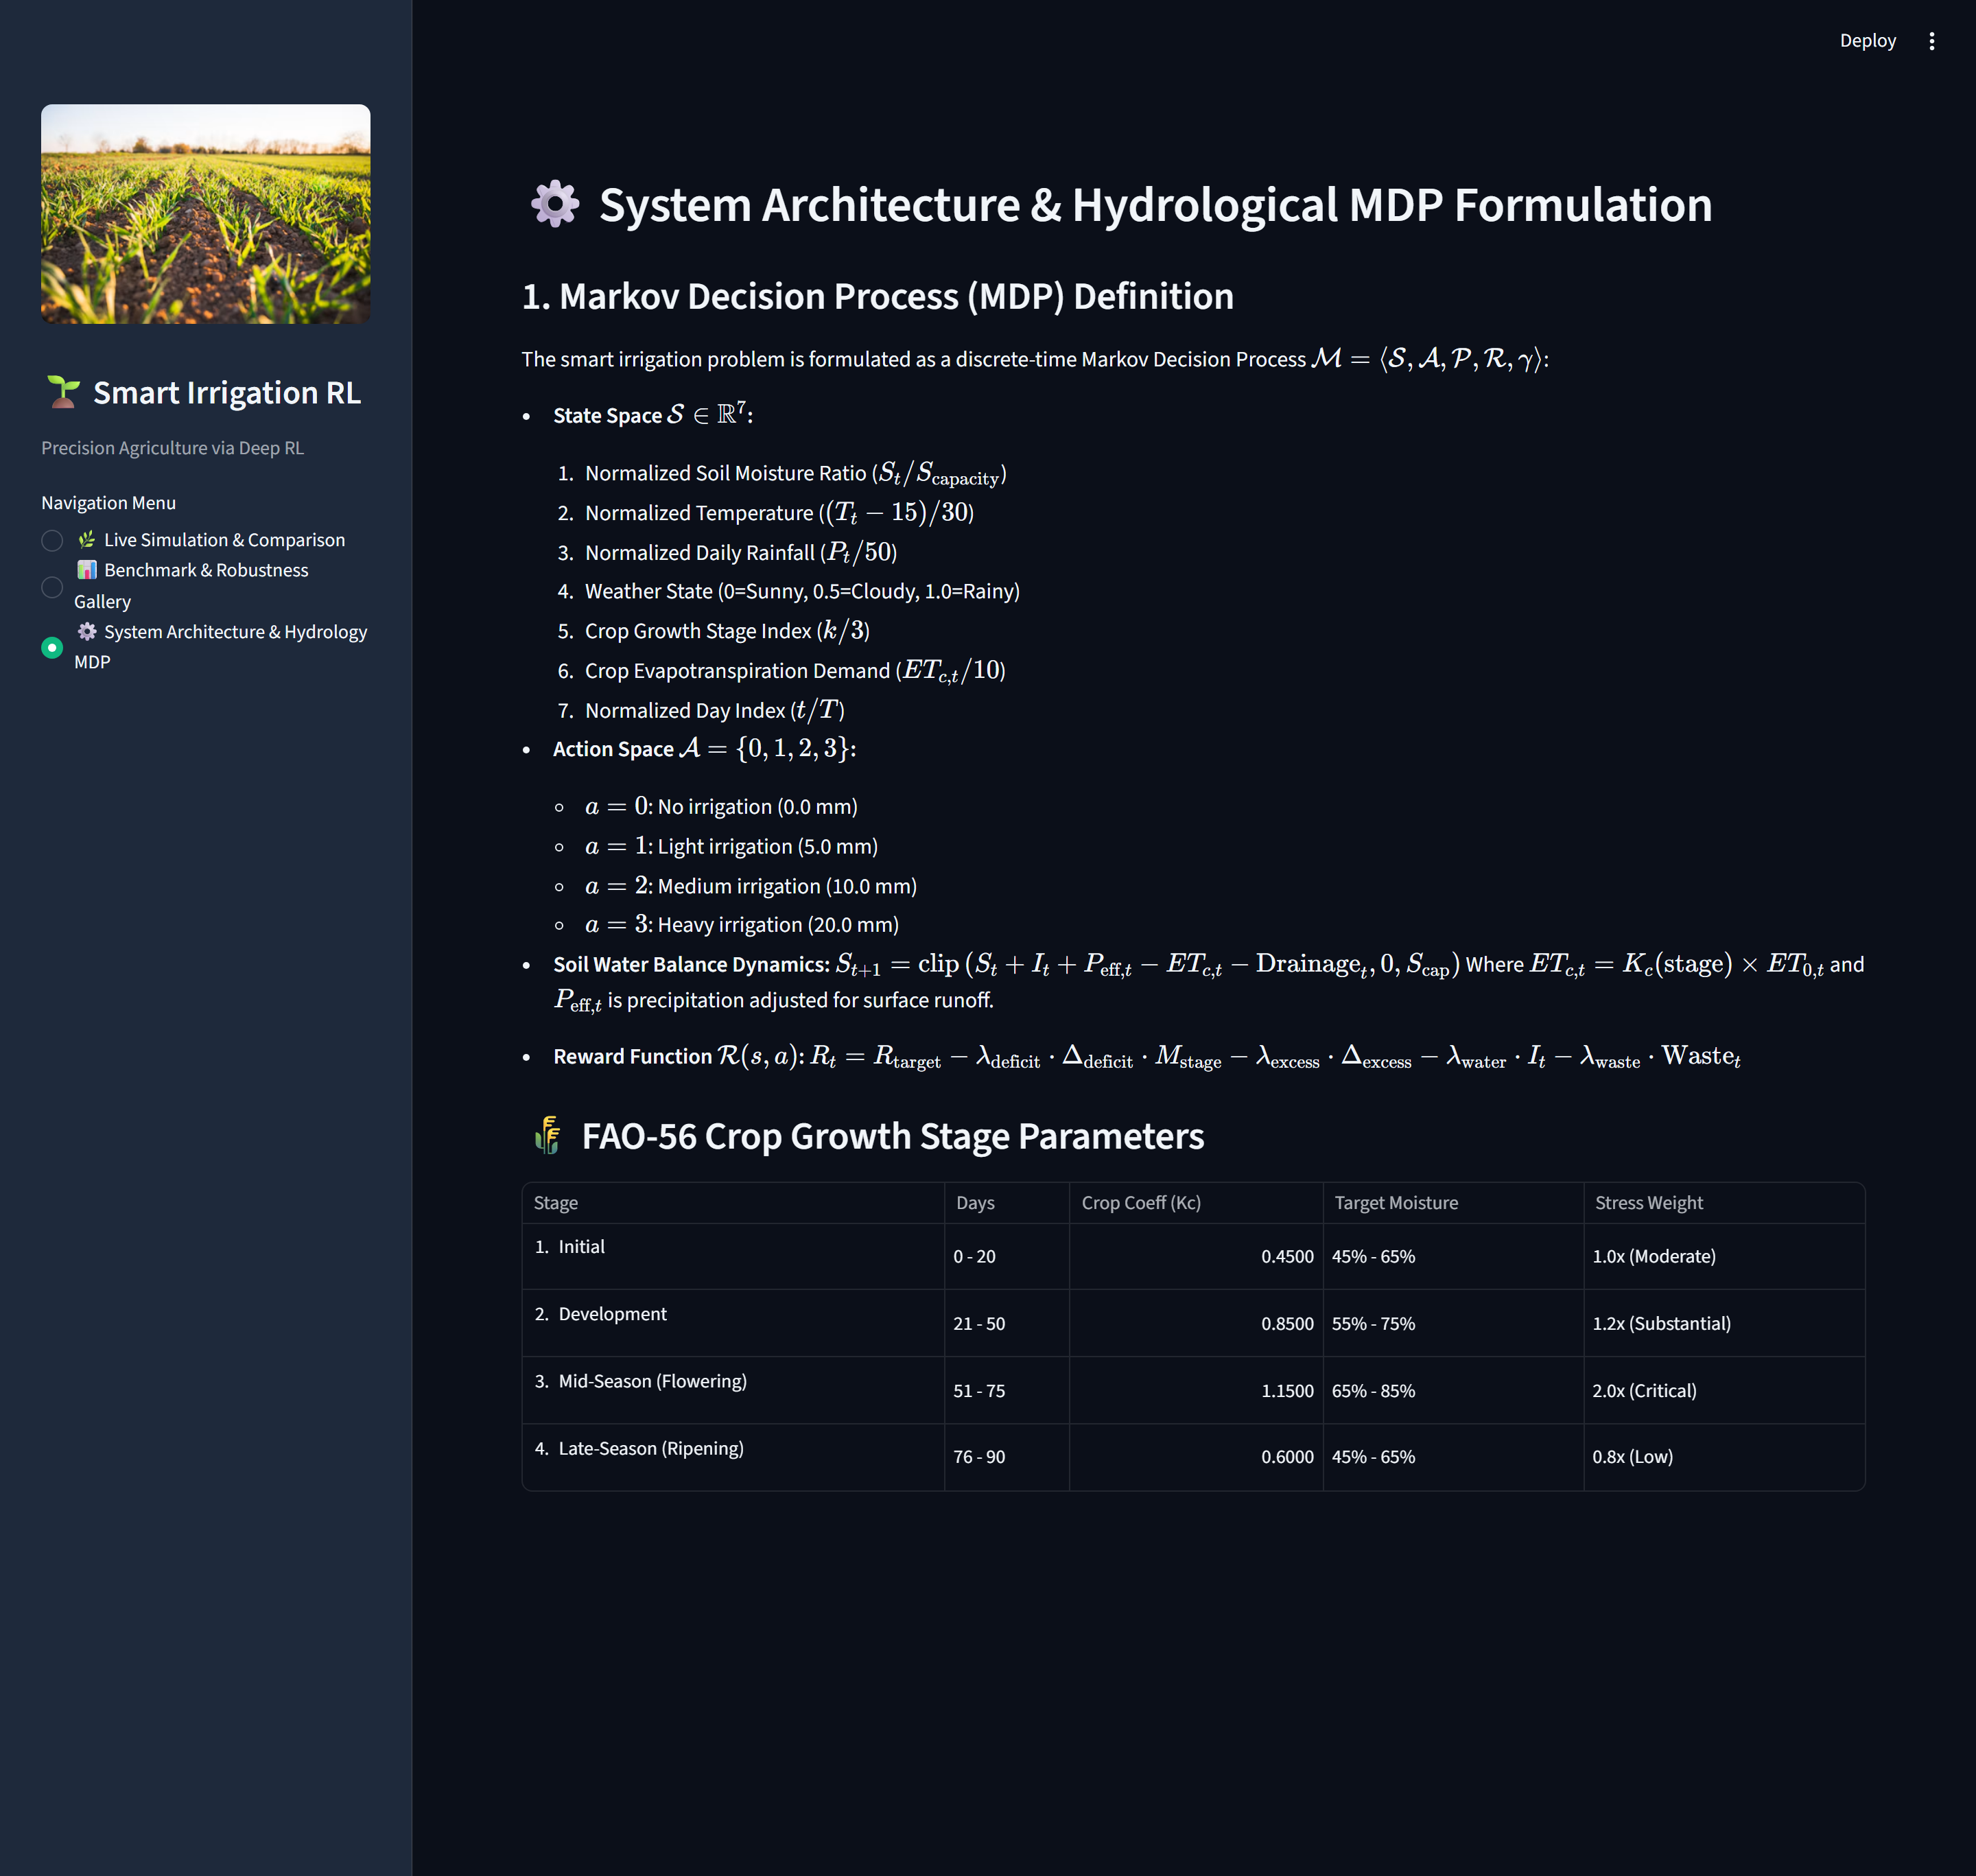 Deploy
Smart Irrigation RL
Precision Agriculture via Deep RL
Navigation Menu
🌿 Live Simulation & Comparison
📊 Benchmark & Robustness
Gallery
⚙️ System Architecture & Hydrology
MDP
⚙️ System Architecture & Hydrological MDP Formulation
1. Markov Decision Process (MDP) Definition
The smart irrigation problem is formulated as a discrete-time Markov Decision Process ℳ = ⟨𝒮, 𝒜, 𝒫, ℛ, γ⟩:
• State Space 𝒮 ∈ ℝ⁷:
1. Normalized Soil Moisture Ratio (S_t/S_capacity)
2. Normalized Temperature ((T_t − 15)/30)
3. Normalized Daily Rainfall (P_t/50)
4. Weather State (0=Sunny, 0.5=Cloudy, 1.0=Rainy)
5. Crop Growth Stage Index (k/3)
6. Crop Evapotranspiration Demand (ET_{c,t}/10)
7. Normalized Day Index (t/T)
• Action Space 𝒜 = {0, 1, 2, 3}:
◦ a = 0: No irrigation (0.0 mm)
◦ a = 1: Light irrigation (5.0 mm)
◦ a = 2: Medium irrigation (10.0 mm)
◦ a = 3: Heavy irrigation (20.0 mm)
• Soil Water Balance Dynamics: S_{t+1} = clip (S_t + I_t + P_{eff,t} − ET_{c,t} − Drainage_t, 0, S_cap) Where ET_{c,t} = K_c(stage) × ET_{0,t} and
P_{eff,t} is precipitation adjusted for surface runoff.
• Reward Function ℛ(s, a): R_t = R_target − λ_deficit · Δ_deficit · M_stage − λ_excess · Δ_excess − λ_water · I_t − λ_waste · Waste_t
🌾 FAO-56 Crop Growth Stage Parameters
Stage Days Crop Coeff (Kc) Target Moisture Stress Weight
1. Initial 0 - 20 0.4500 45% - 65% 1.0x (Moderate)
2. Development 21 - 50 0.8500 55% - 75% 1.2x (Substantial)
3. Mid-Season (Flowering) 51 - 75 1.1500 65% - 85% 2.0x (Critical)
4. Late-Season (Ripening) 76 - 90 0.6000 45% - 65% 0.8x (Low)